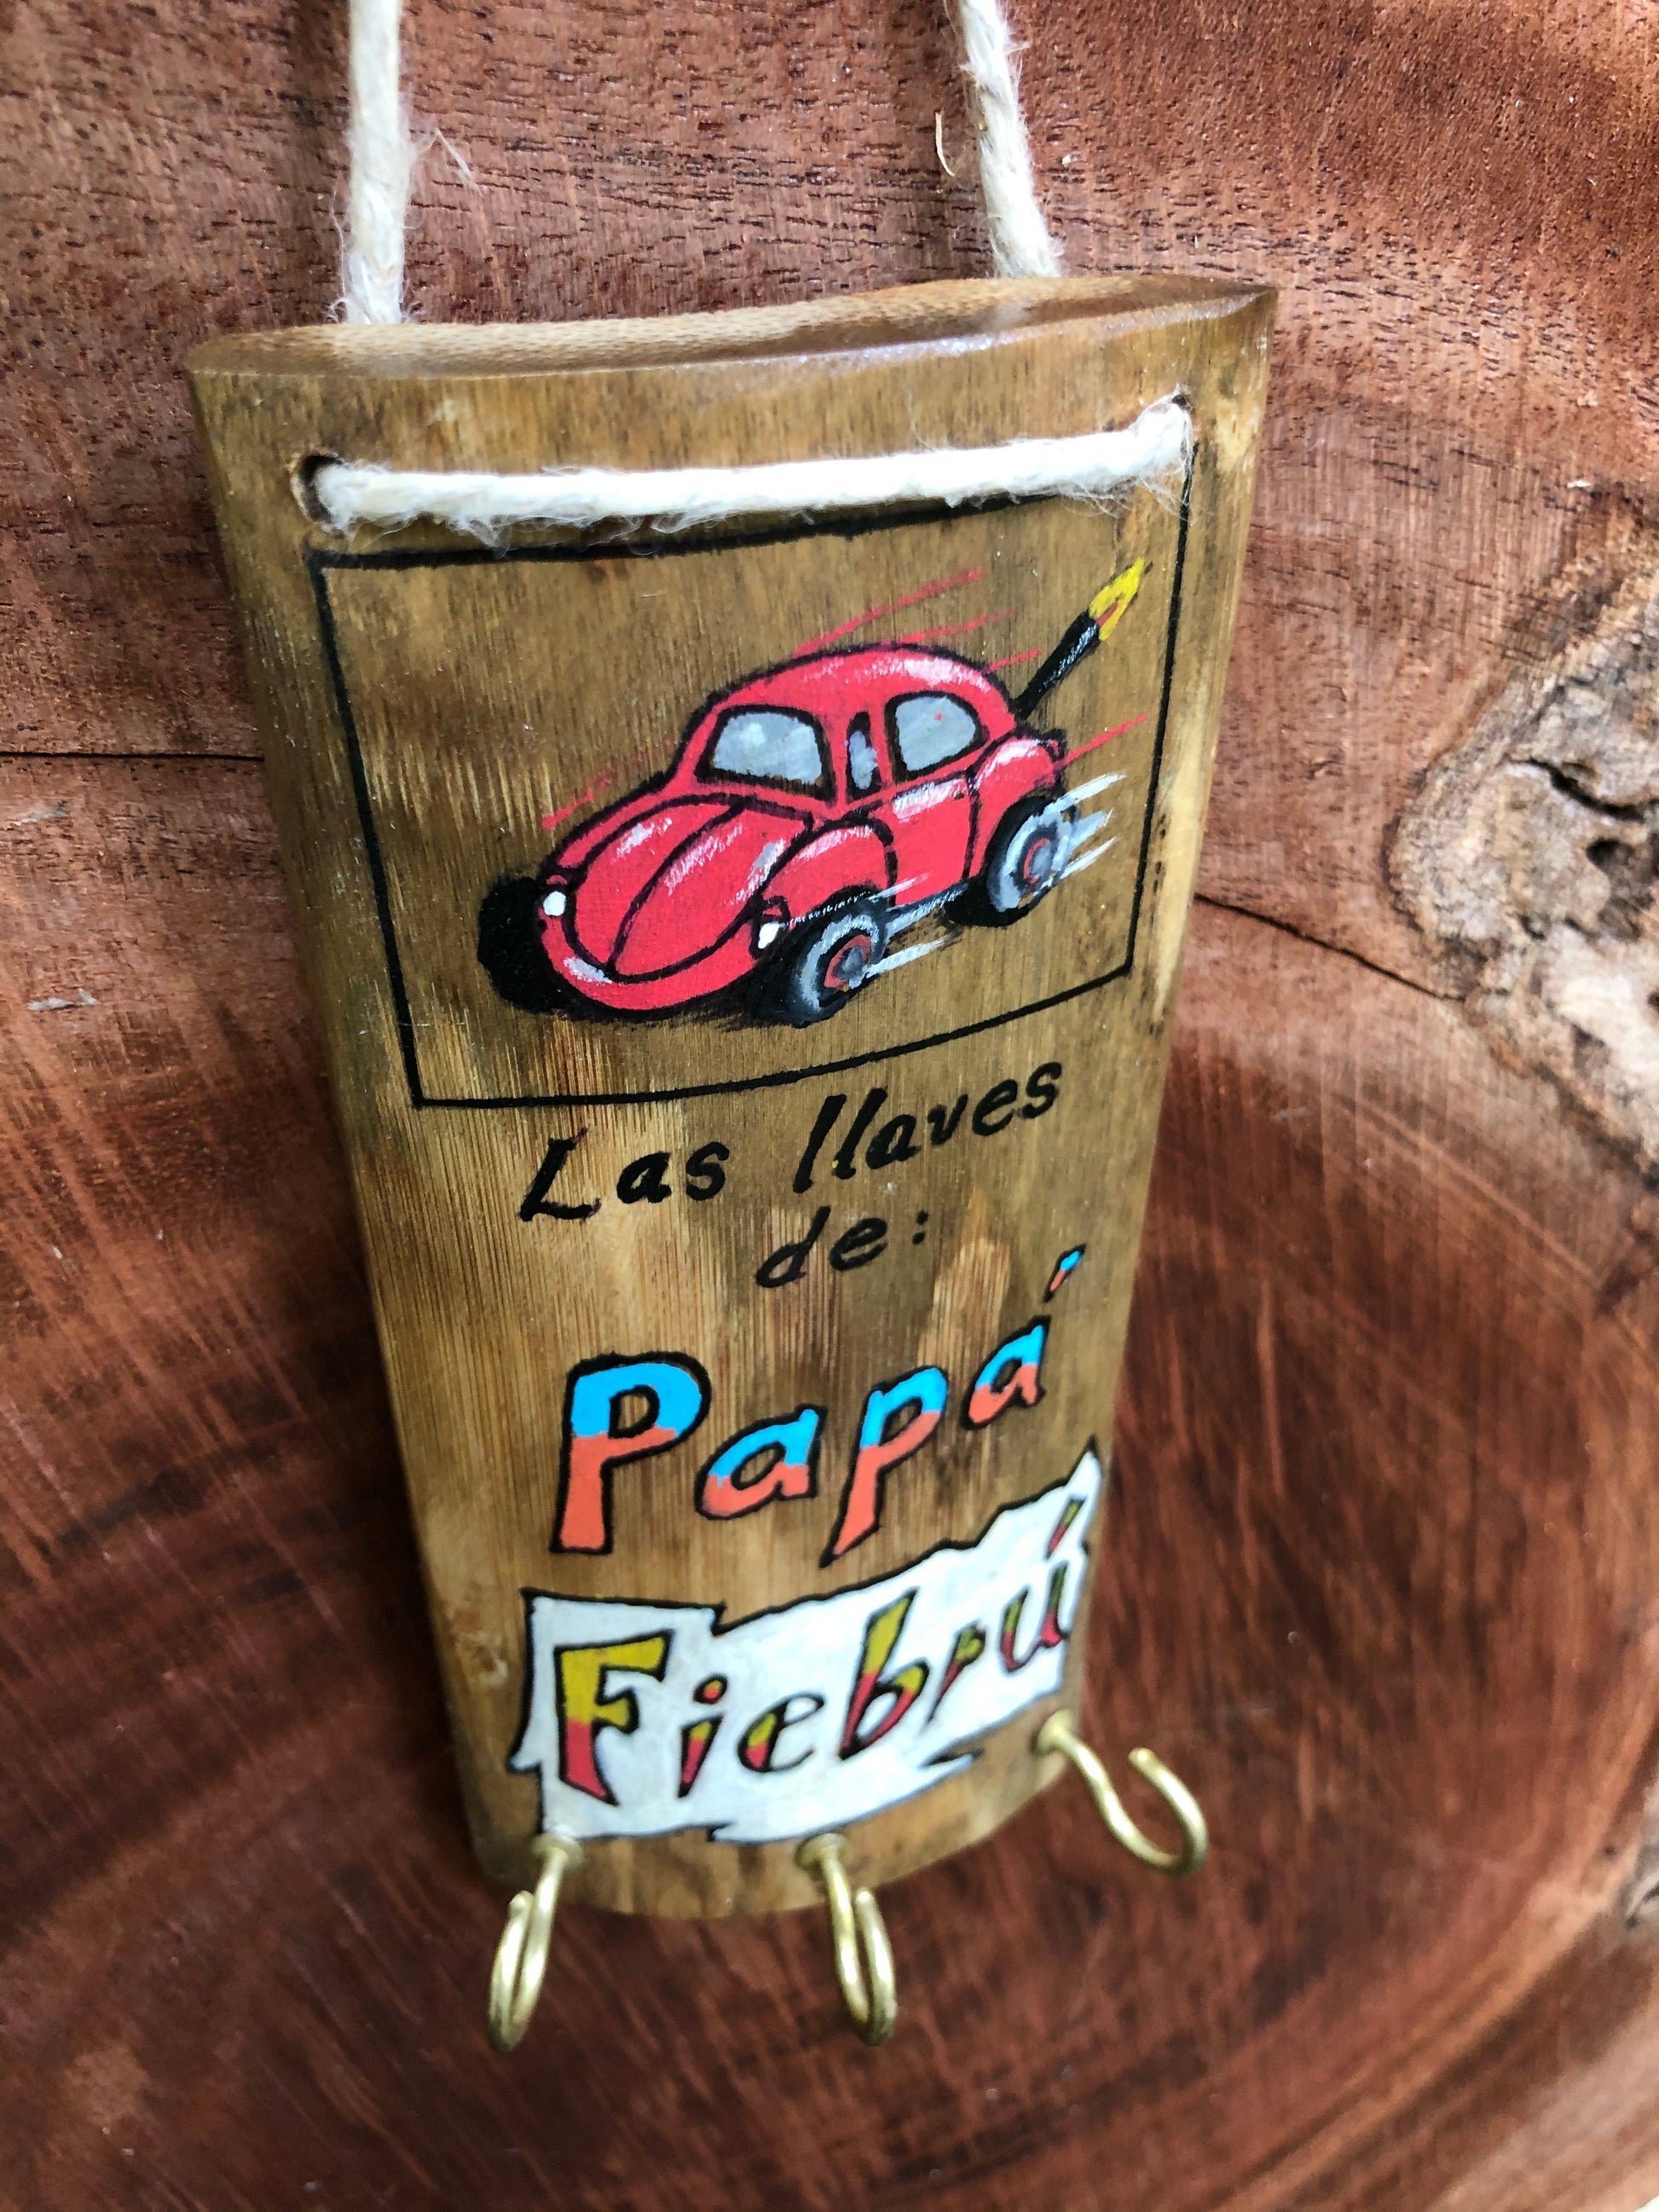 Las llaves
de:
Papá
Fiebrú